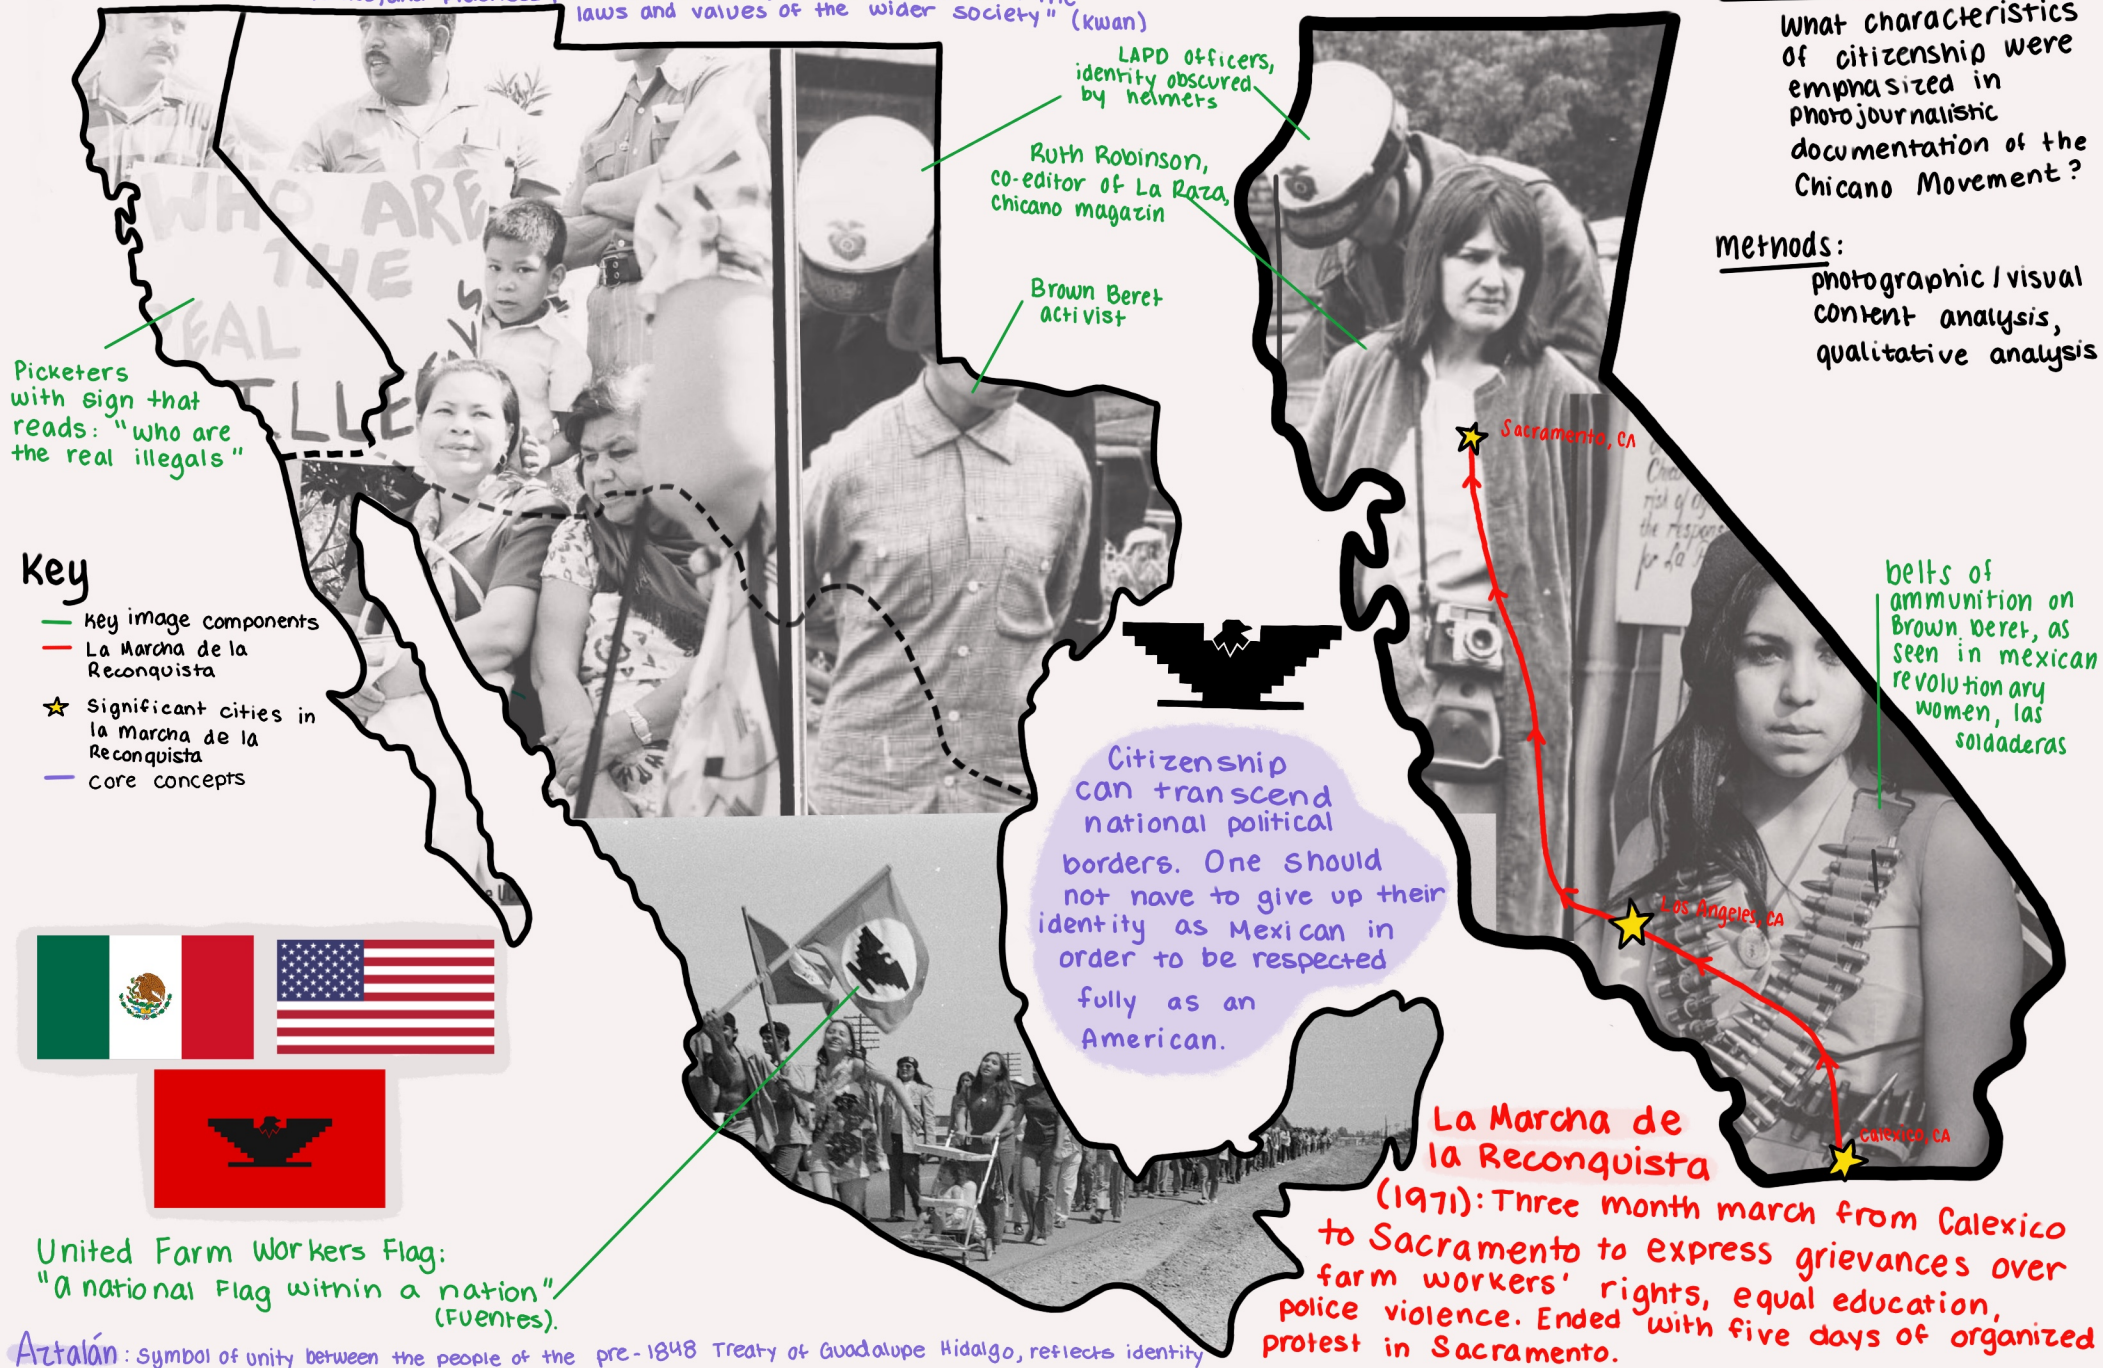 laws and values of the wider society" (Kwan)
What characteristics
of citizenship were
emphasized in
photojournalistic
documentation of the
Chicano Movement?
methods:
photographic/visual
content analysis,
qualitative analysis
LAPD officers,
identity obscured
by helmets
Ruth Robinson,
co-editor of La Raza,
chicano magazin
Brown Beret
activist
WHO ARE
THE
REAL
ILLE
Picketers
with sign that
reads: "who are
the real illegals"
Key
Key image components
La Marcha de la
Reconquista
Significant cities in
la marcha de la
Reconquista
core concepts
Sacramento, CA
Los Angeles, CA
Calexico, CA
risk of
the respons
for La
belts of
ammunition on
Brown beret, as
seen in mexican
revolutionary
women, las
soldaderas
Citizenship
can transcend
national political
borders. One should
not have to give up their
identity as Mexican in
order to be respected
fully as an
American.
United Farm Workers Flag:
"a national Flag within a nation"
(Fuentes).
La Marcha de
la Reconquista
(1971): Three month march from Calexico
to Sacramento to express grievances over
farm workers' rights, equal education,
police violence. Ended with five days of organized
protest in Sacramento.
Aztalán: Symbol of unity between the people of the pre-1848 Treaty of Guadalupe Hidalgo, reflects identity